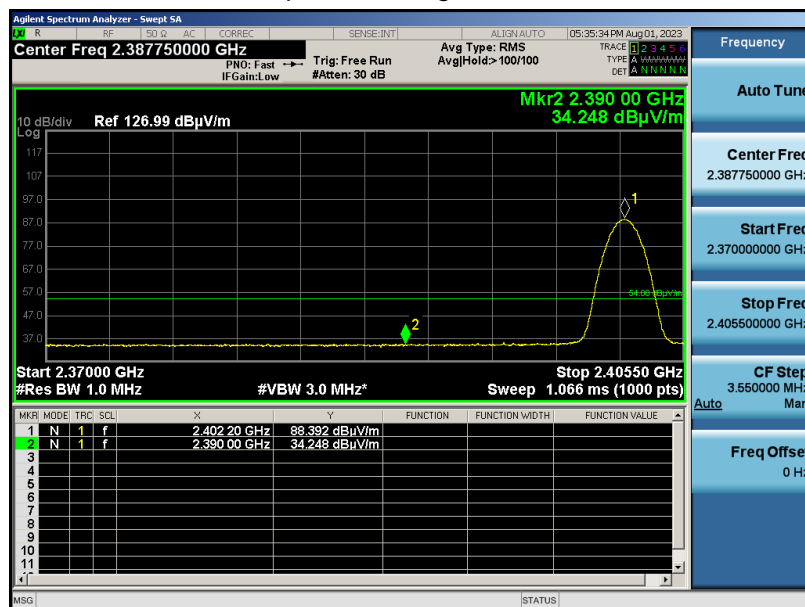 Agilent Spectrum Analyzer - Swept SA
LXI R RF 50 Ω AC CORREC SENSE:INT ALIGN AUTO 05:35:34 PM Aug 01, 2023
Center Freq 2.387750000 GHz
PNO: Fast
IFGain:Low
Trig: Free Run
#Atten: 30 dB
Avg Type: RMS
Avg|Hold:>100/100
TRACE 1 2 3 4 5 6
TYPE A WWWWW
DET A N N N N N
Mkr2 2.390 00 GHz
34.248 dBµV/m
10 dB/div Ref 126.99 dBµV/m
Log
117
107
97.0
87.0
77.0
67.0
57.0
47.0
37.0
1
2
54.00 dBµV/m
Start 2.37000 GHz Stop 2.40550 GHz
#Res BW 1.0 MHz #VBW 3.0 MHz* Sweep 1.066 ms (1000 pts)
MKR MODE TRC SCL X Y FUNCTION FUNCTION WIDTH FUNCTION VALUE
1 N 1 f 2.402 20 GHz 88.392 dBµV/m
2 N 1 f 2.390 00 GHz 34.248 dBµV/m
3
4
5
6
7
8
9
10
11
MSG STATUS
Frequency
Auto Tune
Center Freq
2.387750000 GHz
Start Freq
2.370000000 GHz
Stop Freq
2.405500000 GHz
CF Step
3.550000 MHz
Auto Man
Freq Offset
0 Hz